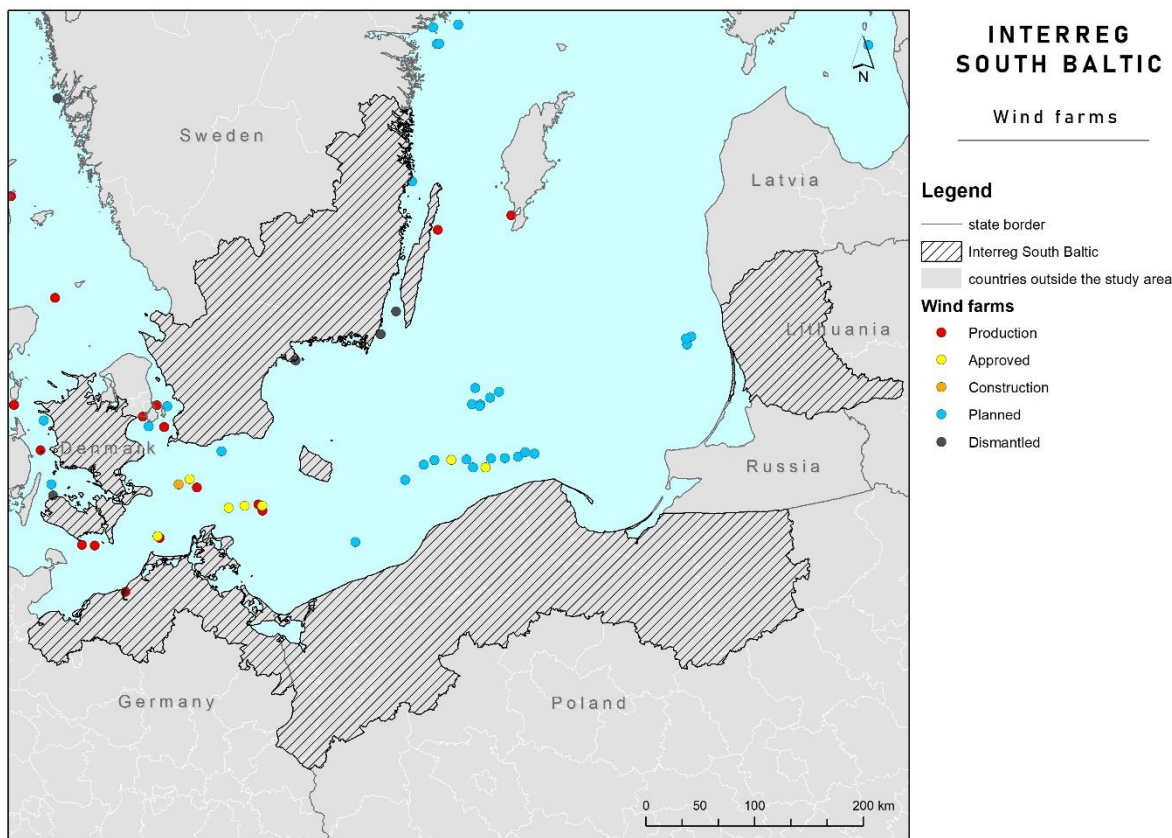 INTERREG
SOUTH BALTIC
Wind farms
N
Sweden
Latvia
Lithuania
Denmark
Russia
Germany
Poland
Legend
state border
Interreg South Baltic
countries outside the study area
Wind farms
Production
Approved
Construction
Planned
Dismantled
0 50 100 200 km